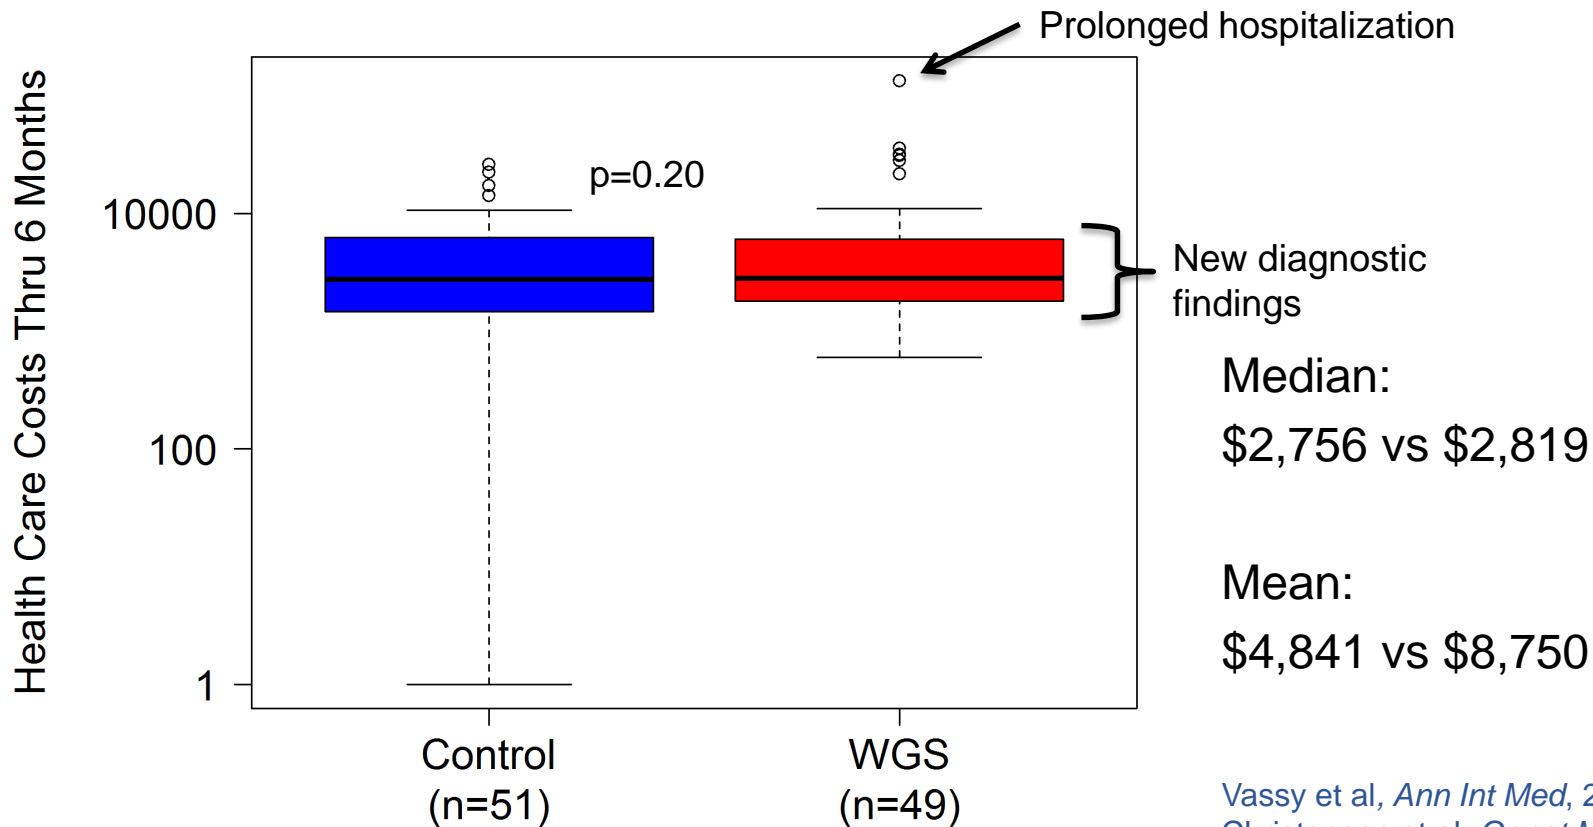 Prolonged hospitalization
Health Care Costs Thru 6 Months
p=0.20
10000
100
1
New diagnostic
findings
Median:
$2,756 vs $2,819
Mean:
$4,841 vs $8,750
Control
(n=51)
WGS
(n=49)
Vassy et al, Ann Int Med,